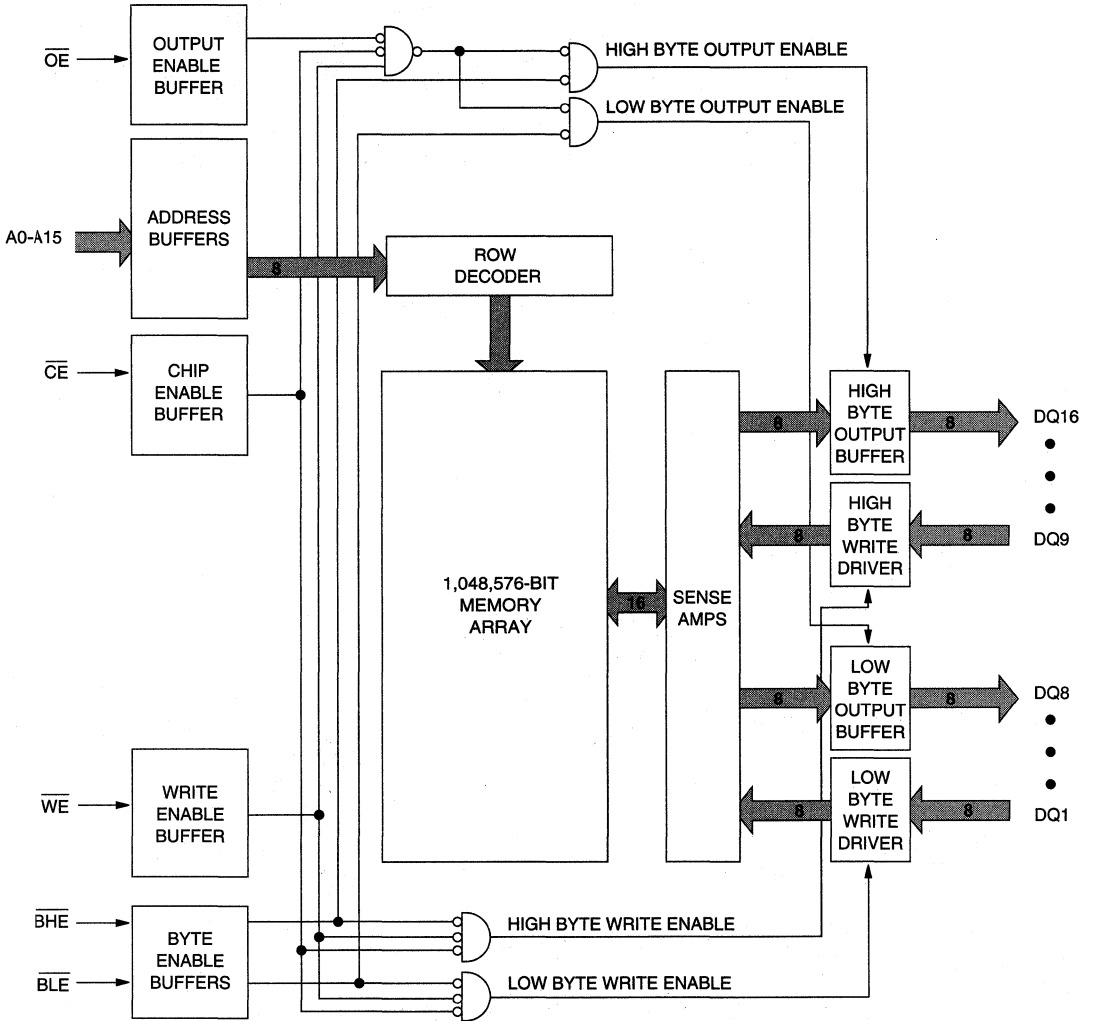 OE
OUTPUT
ENABLE
BUFFER
HIGH BYTE OUTPUT ENABLE
LOW BYTE OUTPUT ENABLE
A0-A15
ADDRESS
BUFFERS
8
ROW
DECODER
CE
CHIP
ENABLE
BUFFER
1,048,576-BIT
MEMORY
ARRAY
16
SENSE
AMPS
8
HIGH
BYTE
OUTPUT
BUFFER
8
DQ16
8
HIGH
BYTE
WRITE
DRIVER
8
DQ9
8
LOW
BYTE
OUTPUT
BUFFER
8
DQ8
8
LOW
BYTE
WRITE
DRIVER
8
DQ1
WE
WRITE
ENABLE
BUFFER
BHE
BLE
BYTE
ENABLE
BUFFERS
HIGH BYTE WRITE ENABLE
LOW BYTE WRITE ENABLE